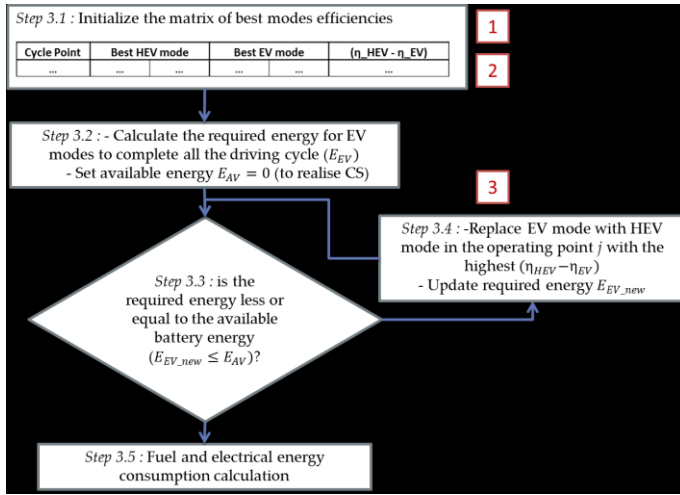 Step 3.1 : Initialize the matrix of best modes efficiencies
1
Cycle Point Best HEV mode Best EV mode (η_HEV - η_EV)
... ... ... ... ... ...
2
Step 3.2 : - Calculate the required energy for EV
modes to complete all the driving cycle (E_EV)
- Set available energy E_AV = 0 (to realise CS)
3
Step 3.4 : -Replace EV mode with HEV
mode in the operating point j with the
highest (η_HEV−η_EV)
- Update required energy E_EV_new
Step 3.3 : is the
required energy less or
equal to the available
battery energy
(E_EV_new ≤ E_AV)?
Step 3.5 : Fuel and electrical energy
consumption calculation